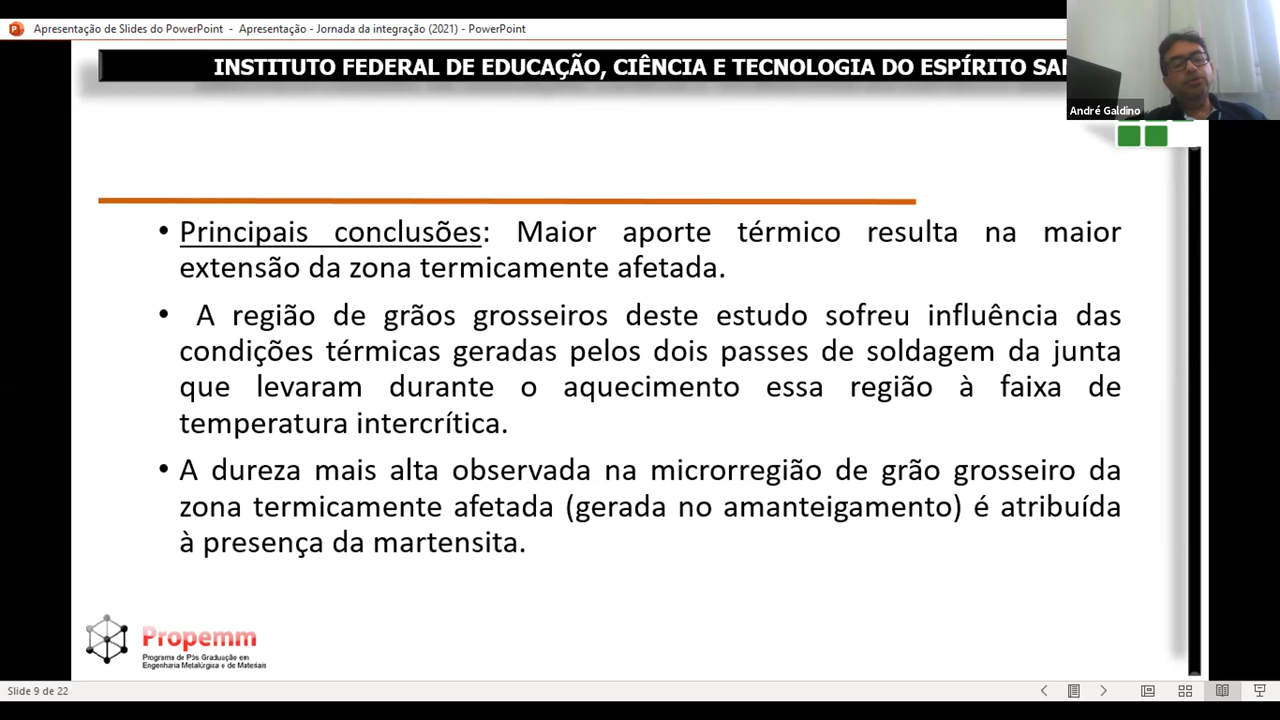 Apresentação de Slides do PowerPoint - Apresentação - Jornada da integração (2021) - PowerPoint
INSTITUTO FEDERAL DE EDUCAÇÃO, CIÊNCIA E TECNOLOGIA DO ESPÍRITO SAN
André Galdino
• Principais conclusões: Maior aporte térmico resulta na maior
extensão da zona termicamente afetada.
• A região de grãos grosseiros deste estudo sofreu influência das
condições térmicas geradas pelos dois passes de soldagem da junta
que levaram durante o aquecimento essa região à faixa de
temperatura intercrítica.
• A dureza mais alta observada na microrregião de grão grosseiro da
zona termicamente afetada (gerada no amanteigamento) é atribuída
à presença da martensita.
Propemm
Programa de Pós Graduação em
Engenharia Metalúrgica e de Materiais
Slide 9 de 22